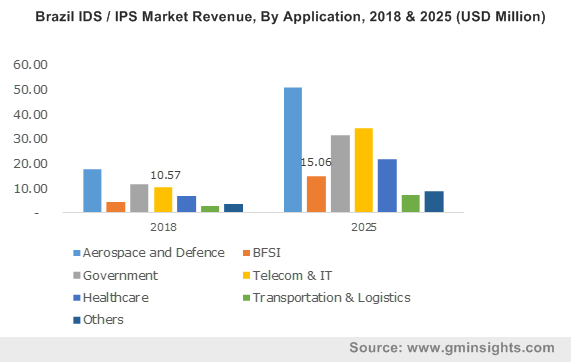 Brazil IDS / IPS Market Revenue, By Application, 2018 & 2025 (USD Million)
60.00
50.00
40.00
30.00
20.00
10.00
-
10.57
15.06
2018
2025
Aerospace and Defence
BFSI
Government
Telecom & IT
Healthcare
Transportation & Logistics
Others
Source: www.gminsights.com